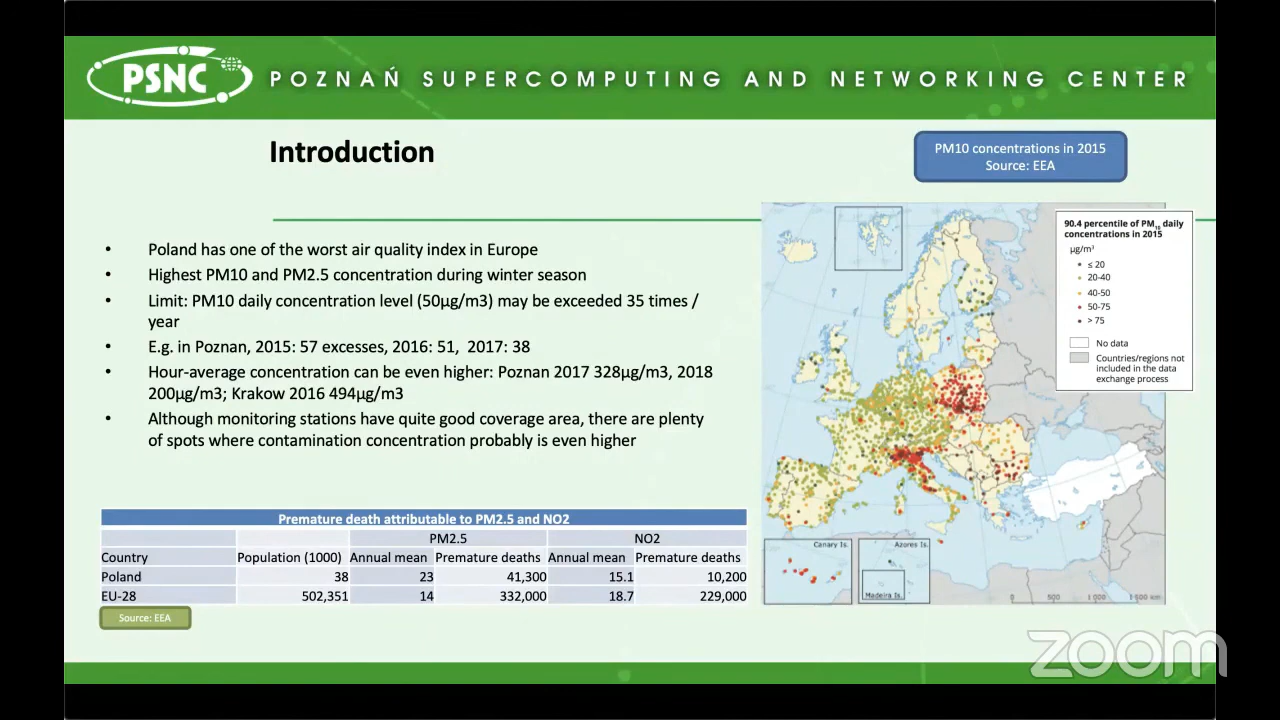 PSNC
POZNAŃ SUPERCOMPUTING AND NETWORKING CENTER
Introduction
PM10 concentrations in 2015
Source: EEA
• Poland has one of the worst air quality index in Europe
• Highest PM10 and PM2.5 concentration during winter season
• Limit: PM10 daily concentration level (50µg/m3) may be exceeded 35 times /
year
• E.g. in Poznan, 2015: 57 excesses, 2016: 51, 2017: 38
• Hour-average concentration can be even higher: Poznan 2017 328µg/m3, 2018
200µg/m3; Krakow 2016 494µg/m3
• Although monitoring stations have quite good coverage area, there are plenty
of spots where contamination concentration probably is even higher
90.4 percentile of PM₁₀ daily
concentrations in 2015
µg/m³
≤ 20
20-40
40-50
50-75
> 75
No data
Countries/regions not
included in the data
exchange process
Canary Is.
Azores Is.
Madeira Is.
0 500 1 000 1 500 km
Premature death attributable to PM2.5 and NO2
PM2.5 NO2
Country Population (1000) Annual mean Premature deaths Annual mean Premature deaths
Poland 38 23 41,300 15.1 10,200
EU-28 502,351 14 332,000 18.7 229,000
Source: EEA
zoom